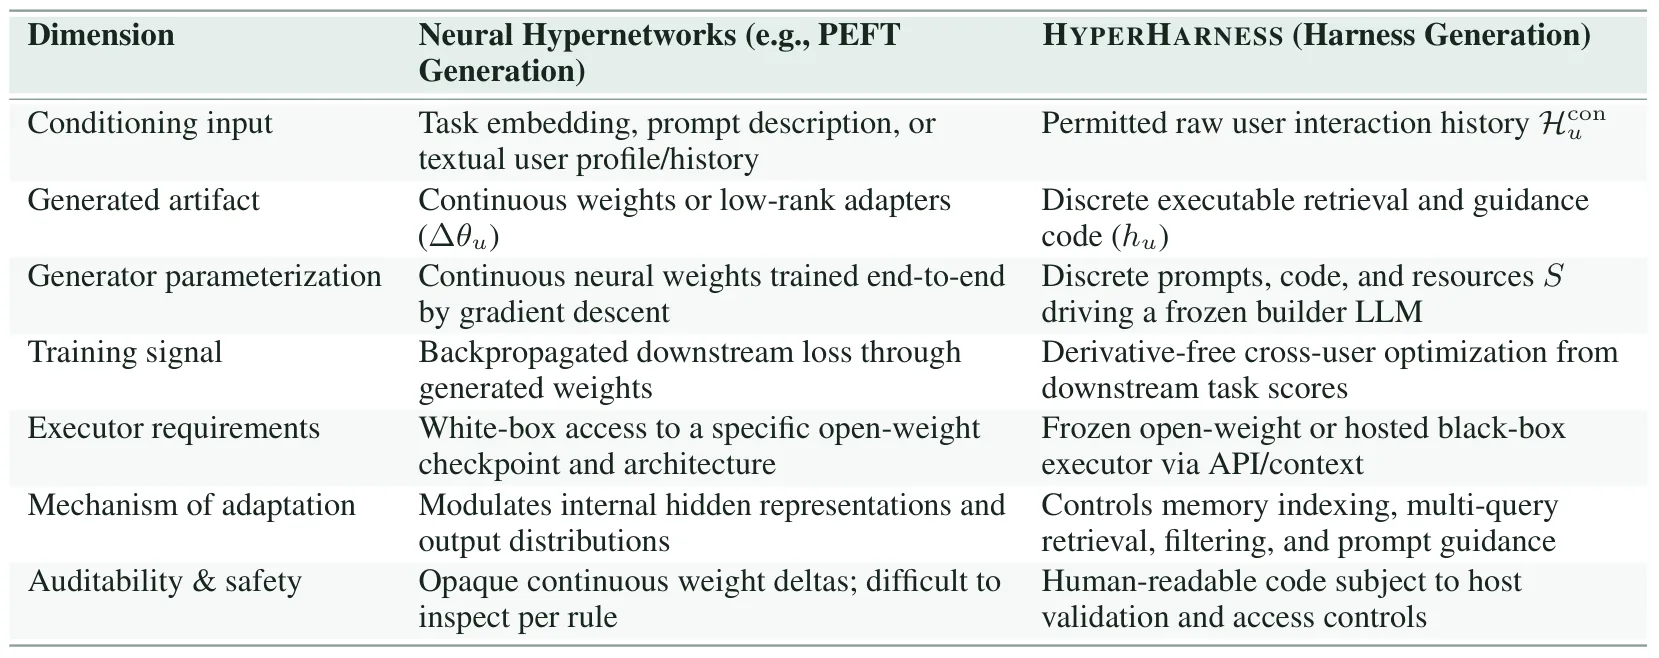 Dimension
Neural Hypernetworks (e.g., PEFT
Generation)
HYPERHARNESS (Harness Generation)
Conditioning input
Task embedding, prompt description, or
textual user profile/history
Permitted raw user interaction history ℋᵤᶜᵒⁿ
Generated artifact
Continuous weights or low-rank adapters
(Δθᵤ)
Discrete executable retrieval and guidance
code (hᵤ)
Generator parameterization
Continuous neural weights trained end-to-end
by gradient descent
Discrete prompts, code, and resources S
driving a frozen builder LLM
Training signal
Backpropagated downstream loss through
generated weights
Derivative-free cross-user optimization from
downstream task scores
Executor requirements
White-box access to a specific open-weight
checkpoint and architecture
Frozen open-weight or hosted black-box
executor via API/context
Mechanism of adaptation
Modulates internal hidden representations and
output distributions
Controls memory indexing, multi-query
retrieval, filtering, and prompt guidance
Auditability & safety
Opaque continuous weight deltas; difficult to
inspect per rule
Human-readable code subject to host
validation and access controls